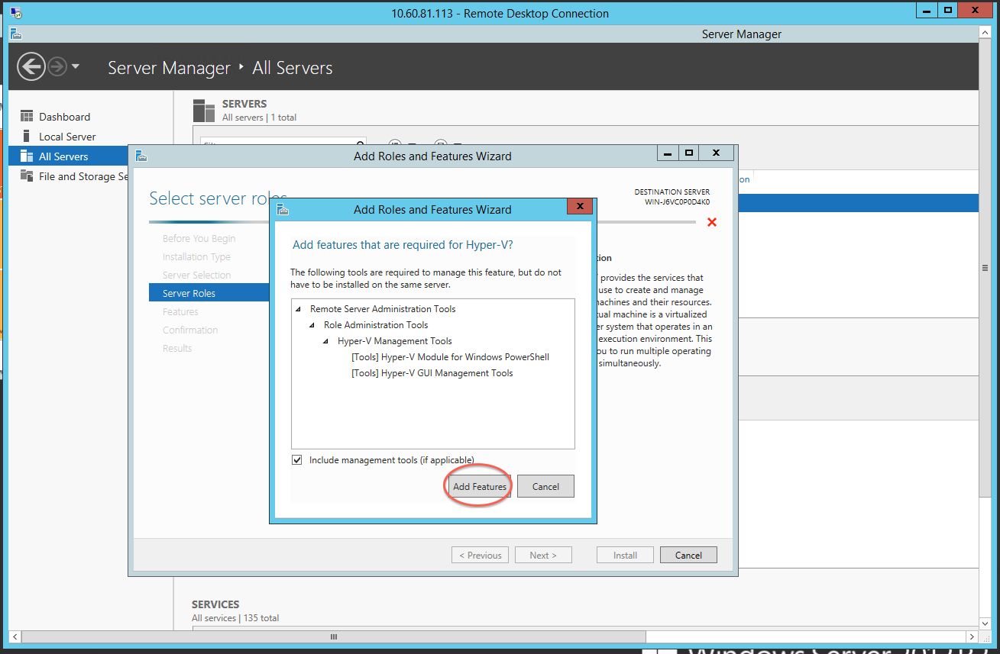 10.60.81.113 - Remote Desktop Connection
Server Manager
Server Manager ‣ All Servers
Dashboard
Local Server
All Servers
File and Storage Se
SERVERS
All servers | 1 total
Add Roles and Features Wizard
Select server roles
DESTINATION SERVER
WIN-J6VC0P0D4K0
Before You Begin
Installation Type
Server Selection
Server Roles
Features
Confirmation
Results
Add Roles and Features Wizard
Add features that are required for Hyper-V?
The following tools are required to manage this feature, but do not
have to be installed on the same server.
Remote Server Administration Tools
Role Administration Tools
Hyper-V Management Tools
[Tools] Hyper-V Module for Windows PowerShell
[Tools] Hyper-V GUI Management Tools
Include management tools (if applicable)
Add Features
Cancel
tion
provides the services that
use to create and manage
machines and their resources.
tual machine is a virtualized
er system that operates in an
execution environment. This
ou to run multiple operating
simultaneously.
on
< Previous
Next >
Install
Cancel
SERVICES
All services | 135 total